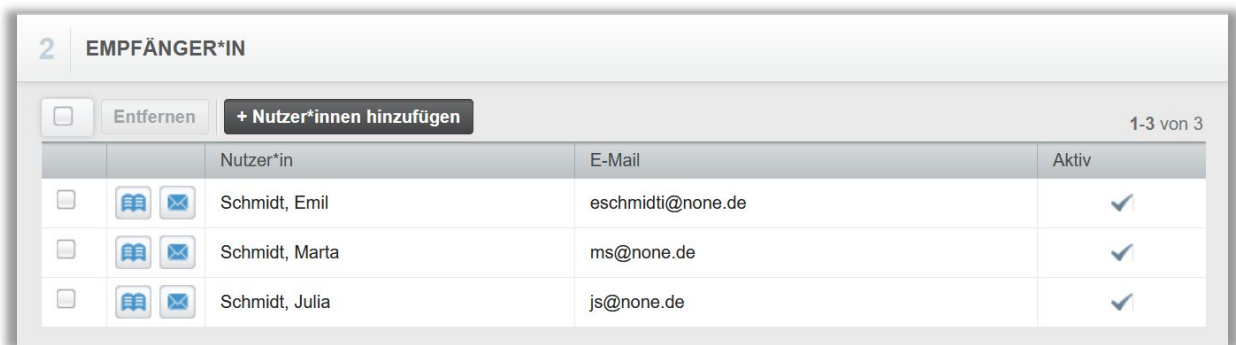 2 EMPFÄNGER*IN
Entfernen + Nutzer*innen hinzufügen 1-3 von 3
Nutzer*in E-Mail Aktiv
Schmidt, Emil eschmidti@none.de
Schmidt, Marta ms@none.de
Schmidt, Julia js@none.de